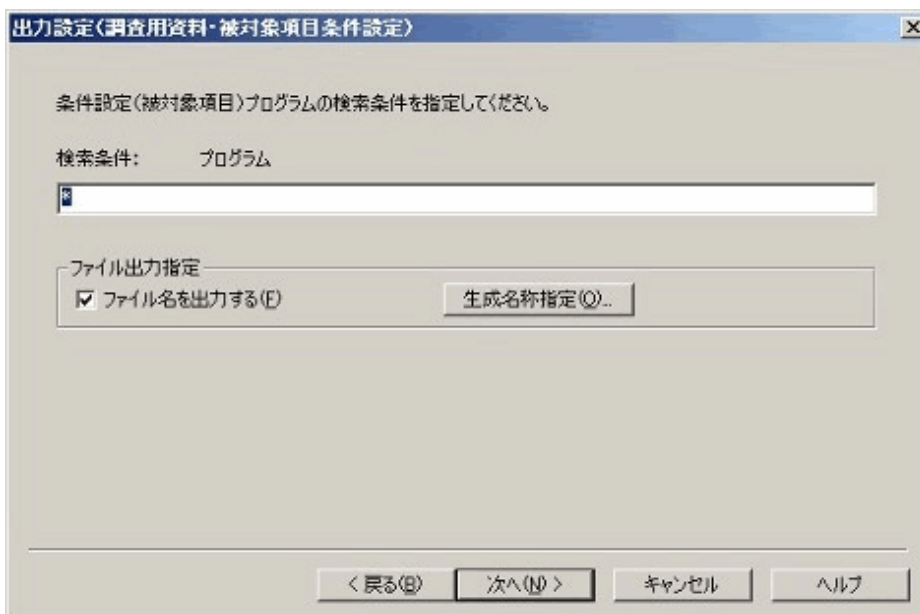 出力設定(調査用資料・被対象項目条件設定)
条件設定(被対象項目)プログラムの検索条件を指定してください。
検索条件: プログラム
*
ファイル出力指定
ファイル名を出力する(F) 生成名称指定(O)...
< 戻る(B) 次へ(N) > キャンセル ヘルプ